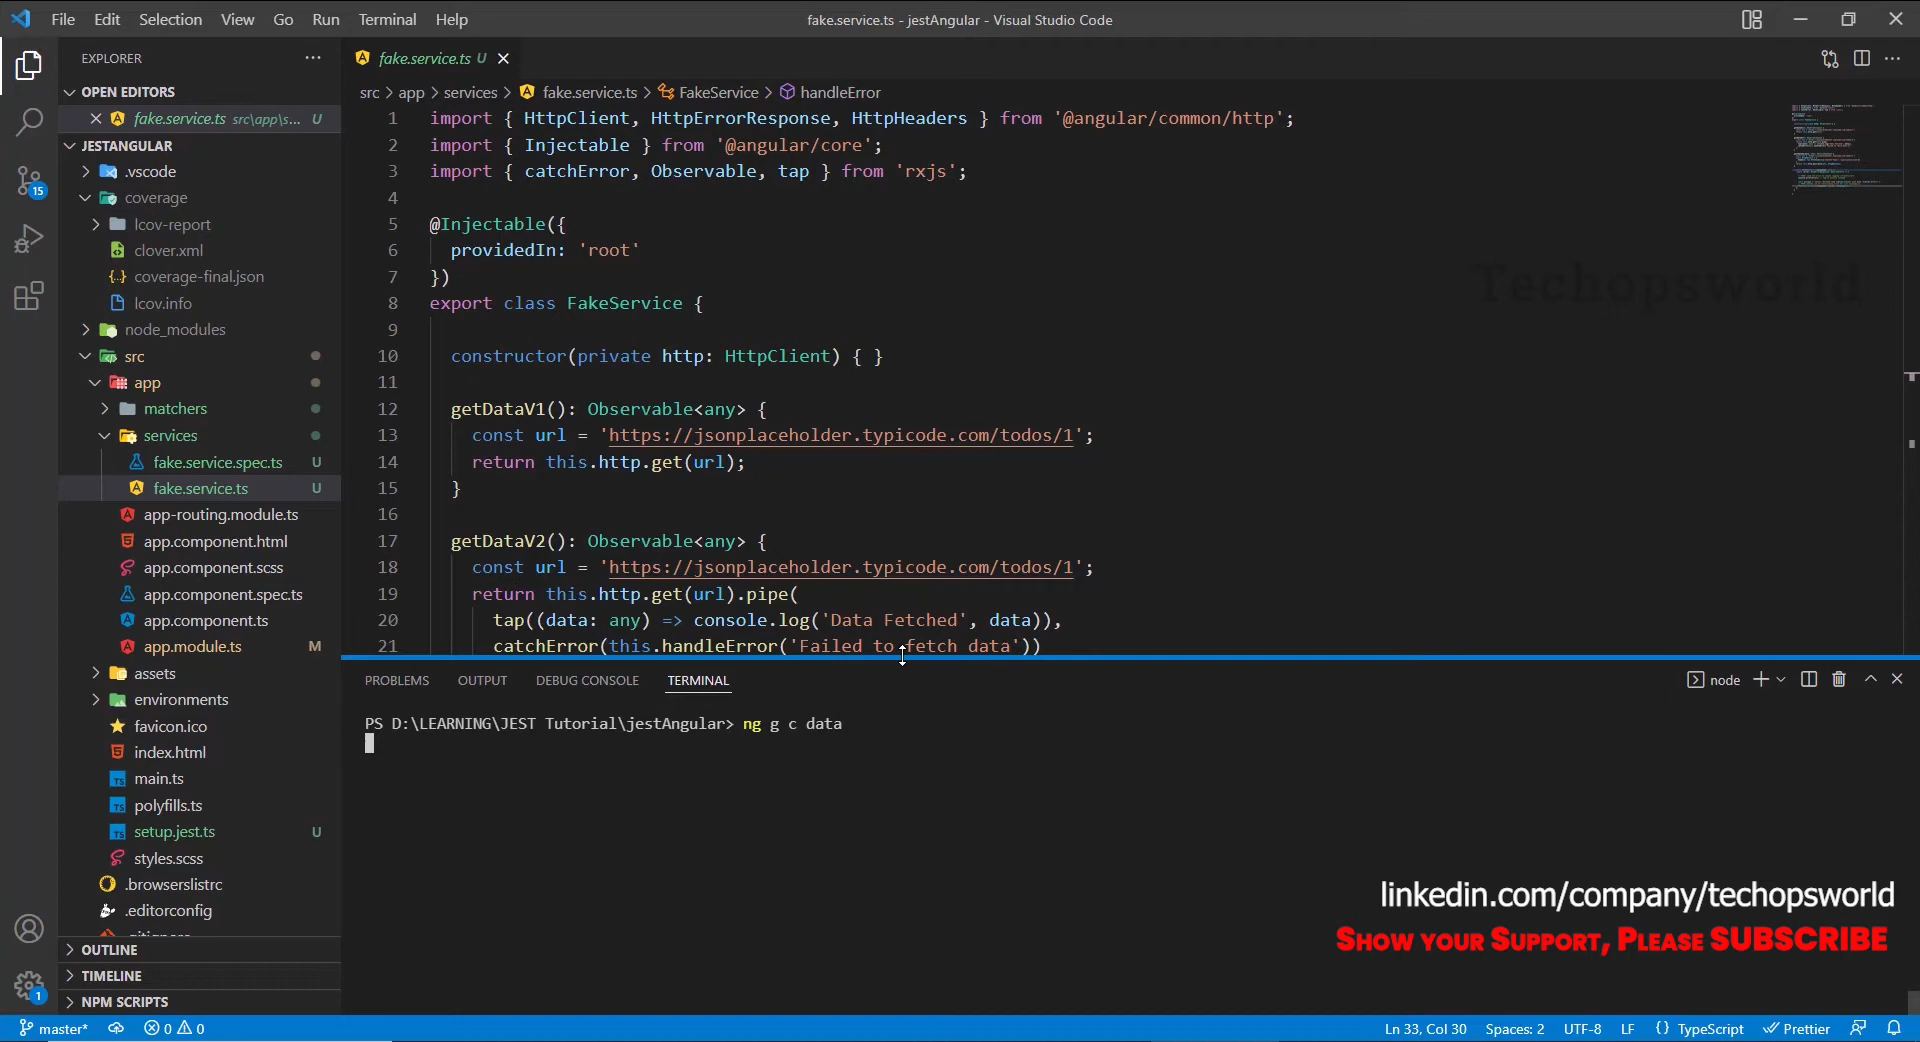 File Edit Selection View Go Run Terminal Help
fake.service.ts - jestAngular - Visual Studio Code
EXPLORER
OPEN EDITORS
fake.service.ts src\app\s... U
JESTANGULAR
.vscode
coverage
lcov-report
clover.xml
coverage-final.json
lcov.info
node_modules
src
app
matchers
services
fake.service.spec.ts U
fake.service.ts U
app-routing.module.ts
app.component.html
app.component.scss
app.component.spec.ts
app.component.ts
app.module.ts M
assets
environments
favicon.ico
index.html
main.ts
polyfills.ts
setup.jest.ts U
styles.scss
.browserslistrc
.editorconfig
OUTLINE
TIMELINE
NPM SCRIPTS
15
1
fake.service.ts U
src > app > services > fake.service.ts > FakeService > handleError
1 import { HttpClient, HttpErrorResponse, HttpHeaders } from '@angular/common/http';
2 import { Injectable } from '@angular/core';
3 import { catchError, Observable, tap } from 'rxjs';
4
5 @Injectable({
6 providedIn: 'root'
7 })
8 export class FakeService {
9
10 constructor(private http: HttpClient) { }
11
12 getDataV1(): Observable<any> {
13 const url = 'https://jsonplaceholder.typicode.com/todos/1';
14 return this.http.get(url);
15 }
16
17 getDataV2(): Observable<any> {
18 const url = 'https://jsonplaceholder.typicode.com/todos/1';
19 return this.http.get(url).pipe(
20 tap((data: any) => console.log('Data Fetched', data)),
21 catchError(this.handleError('Failed to fetch data'))
Techopsworld
PROBLEMS OUTPUT DEBUG CONSOLE TERMINAL
node
PS D:\LEARNING\JEST Tutorial\jestAngular> ng g c data
linkedin.com/company/techopsworld
SHOW YOUR SUPPORT, PLEASE SUBSCRIBE
master* 0 0 Ln 33, Col 30 Spaces: 2 UTF-8 LF {} TypeScript Prettier